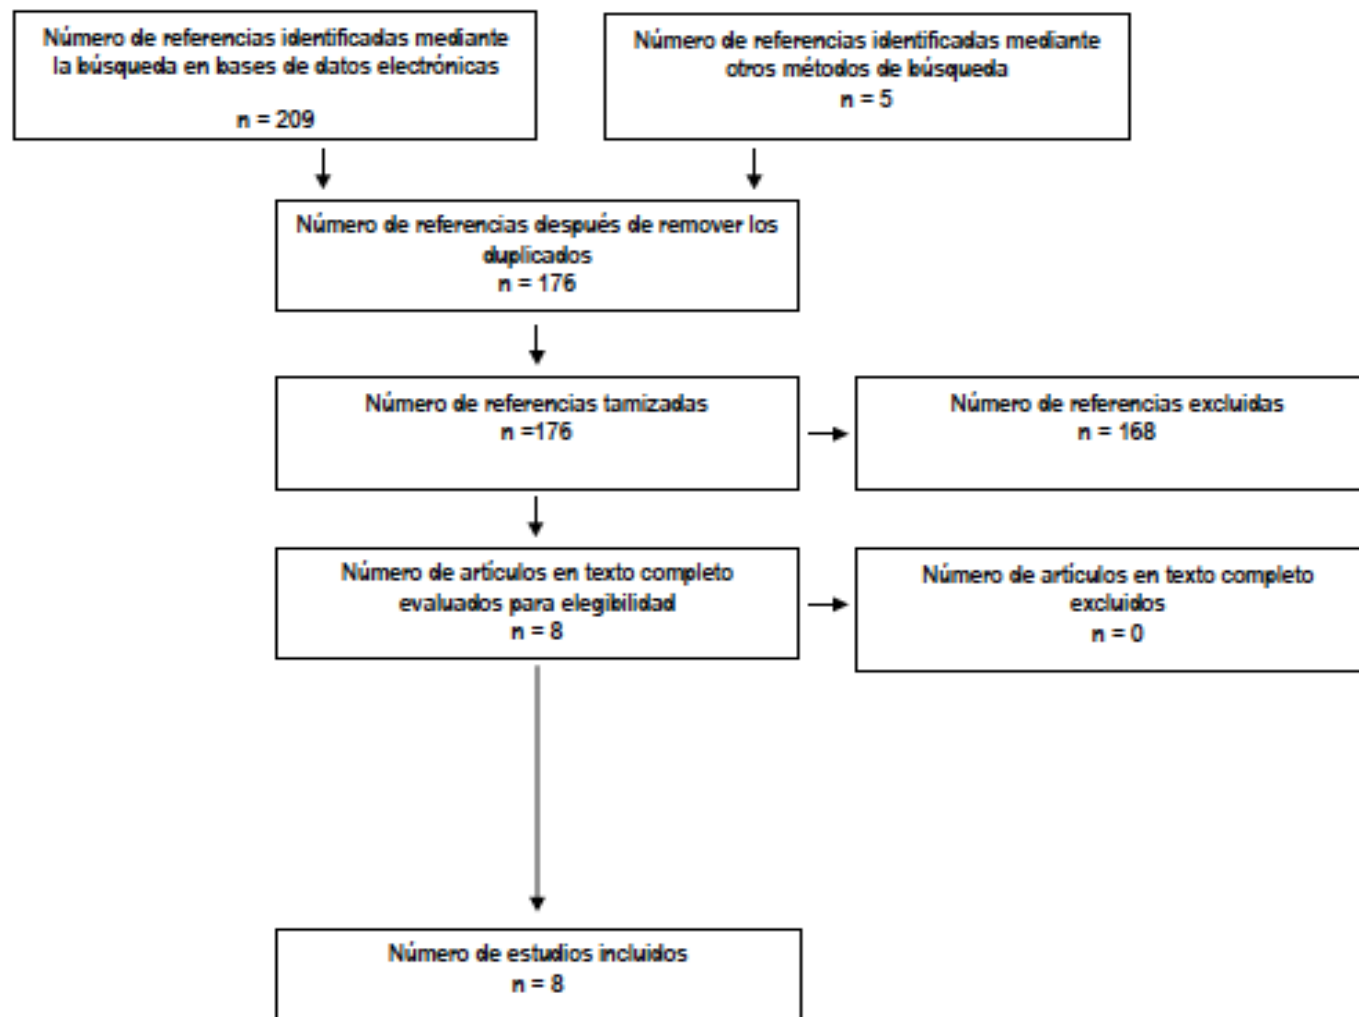 Número de referencias identificadas mediante
la búsqueda en bases de datos electrónicas
n = 209
Número de referencias identificadas mediante
otros métodos de búsqueda
n = 5
Número de referencias después de remover los
duplicados
n = 176
Número de referencias tamizadas
n =176
Número de referencias excluidas
n = 168
Número de artículos en texto completo
evaluados para elegibilidad
n = 8
Número de artículos en texto completo
excluidos
n = 0
Número de estudios incluidos
n = 8